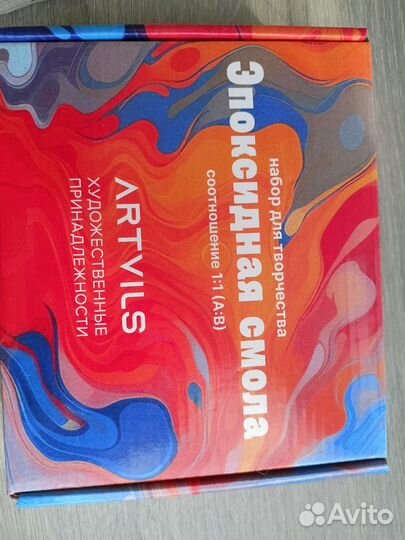 Эпоксидная смола
набор для творчества
соотношение 1:1 (А:В)
ARTVILS
ХУДОЖЕСТВЕННЫЕ
ПРИНАДЛЕЖНОСТИ
Avito